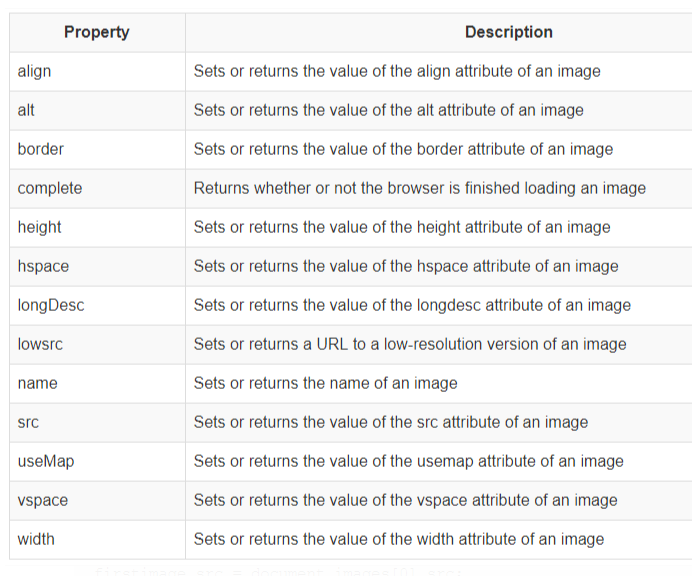 Property Description
align Sets or returns the value of the align attribute of an image
alt Sets or returns the value of the alt attribute of an image
border Sets or returns the value of the border attribute of an image
complete Returns whether or not the browser is finished loading an image
height Sets or returns the value of the height attribute of an image
hspace Sets or returns the value of the hspace attribute of an image
longDesc Sets or returns the value of the longdesc attribute of an image
lowsrc Sets or returns a URL to a low-resolution version of an image
name Sets or returns the name of an image
src Sets or returns the value of the src attribute of an image
useMap Sets or returns the value of the usemap attribute of an image
vspace Sets or returns the value of the vspace attribute of an image
width Sets or returns the value of the width attribute of an image